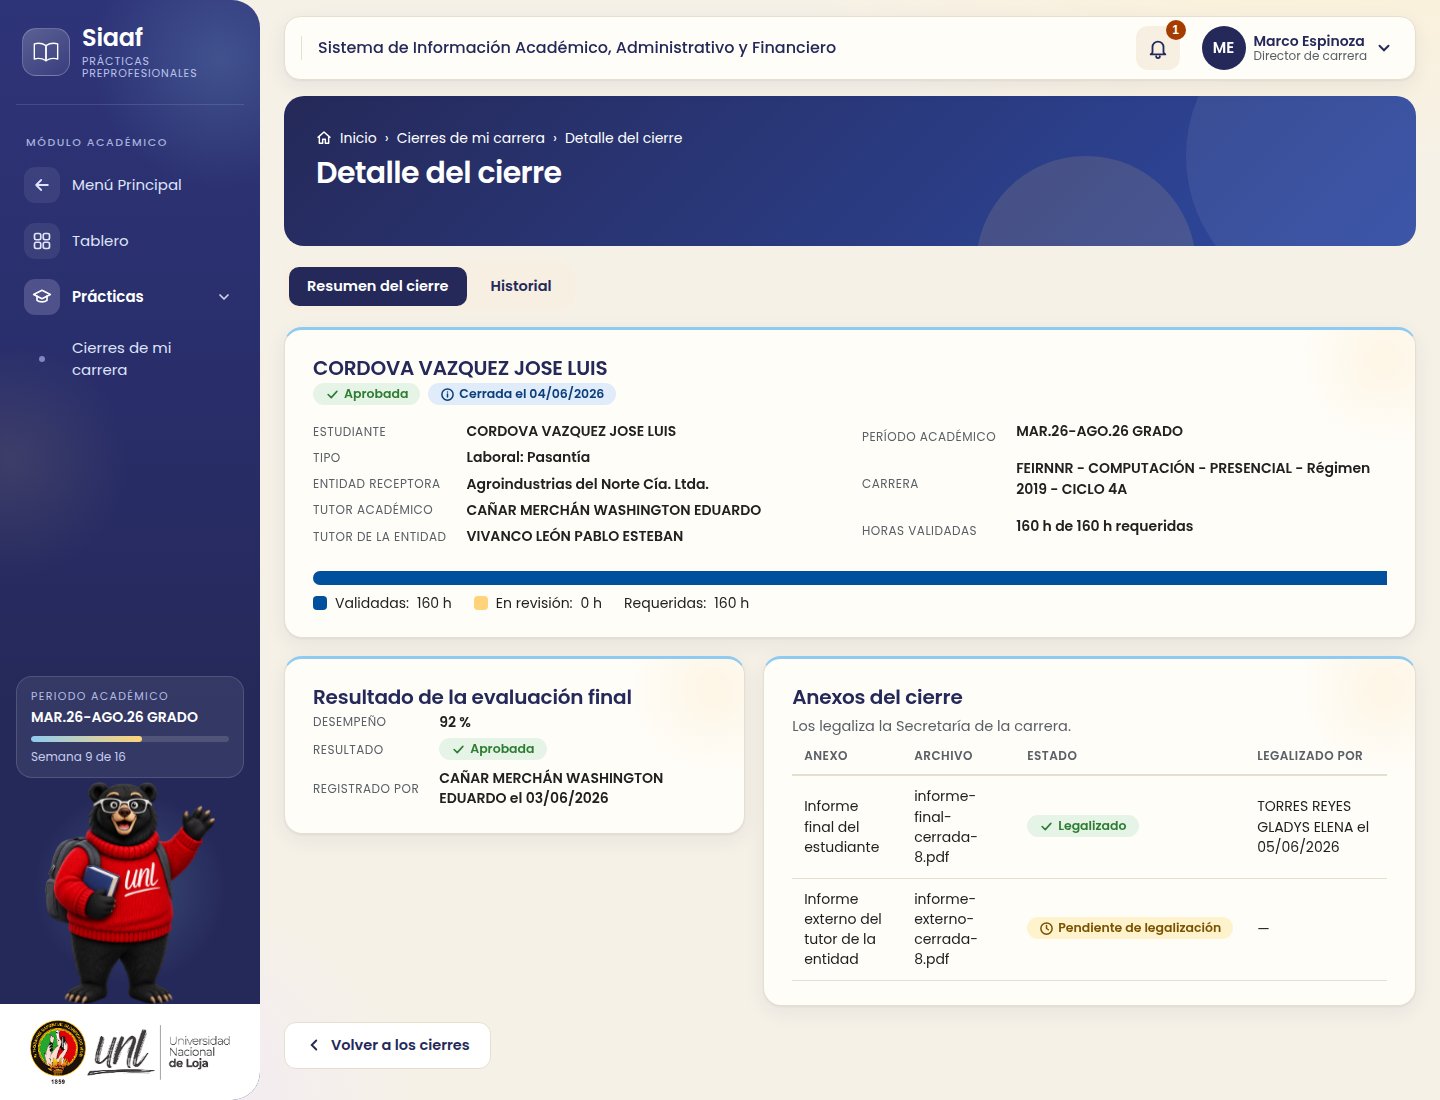 Siaaf
PRÁCTICAS
PREPROFESIONALES
MÓDULO ACADÉMICO
Menú Principal
Tablero
Prácticas
Cierres de mi
carrera
PERIODO ACADÉMICO
MAR.26-AGO.26 GRADO
Semana 9 de 16
unl
1859
unl
Universidad
Nacional
de Loja
Sistema de Información Académico, Administrativo y Financiero
1
ME
Marco Espinoza
Director de carrera
Inicio › Cierres de mi carrera › Detalle del cierre
Detalle del cierre
Resumen del cierre
Historial
CORDOVA VAZQUEZ JOSE LUIS
Aprobada
Cerrada el 04/06/2026
ESTUDIANTE CORDOVA VAZQUEZ JOSE LUIS
TIPO Laboral: Pasantía
ENTIDAD RECEPTORA Agroindustrias del Norte Cía. Ltda.
TUTOR ACADÉMICO CAÑAR MERCHÁN WASHINGTON EDUARDO
TUTOR DE LA ENTIDAD VIVANCO LEÓN PABLO ESTEBAN
PERÍODO ACADÉMICO MAR.26-AGO.26 GRADO
CARRERA FEIRNNR - COMPUTACIÓN - PRESENCIAL - Régimen
2019 - CICLO 4A
HORAS VALIDADAS 160 h de 160 h requeridas
Validadas: 160 h En revisión: 0 h Requeridas: 160 h
Resultado de la evaluación final
DESEMPEÑO 92 %
RESULTADO Aprobada
REGISTRADO POR CAÑAR MERCHÁN WASHINGTON
EDUARDO el 03/06/2026
Anexos del cierre
Los legaliza la Secretaría de la carrera.
ANEXO ARCHIVO ESTADO LEGALIZADO POR
Informe
final del
estudiante
informe-
final-
cerrada-
8.pdf
Legalizado
TORRES REYES
GLADYS ELENA el
05/06/2026
Informe
externo del
tutor de la
entidad
informe-
externo-
cerrada-
8.pdf
Pendiente de legalización
—
Volver a los cierres